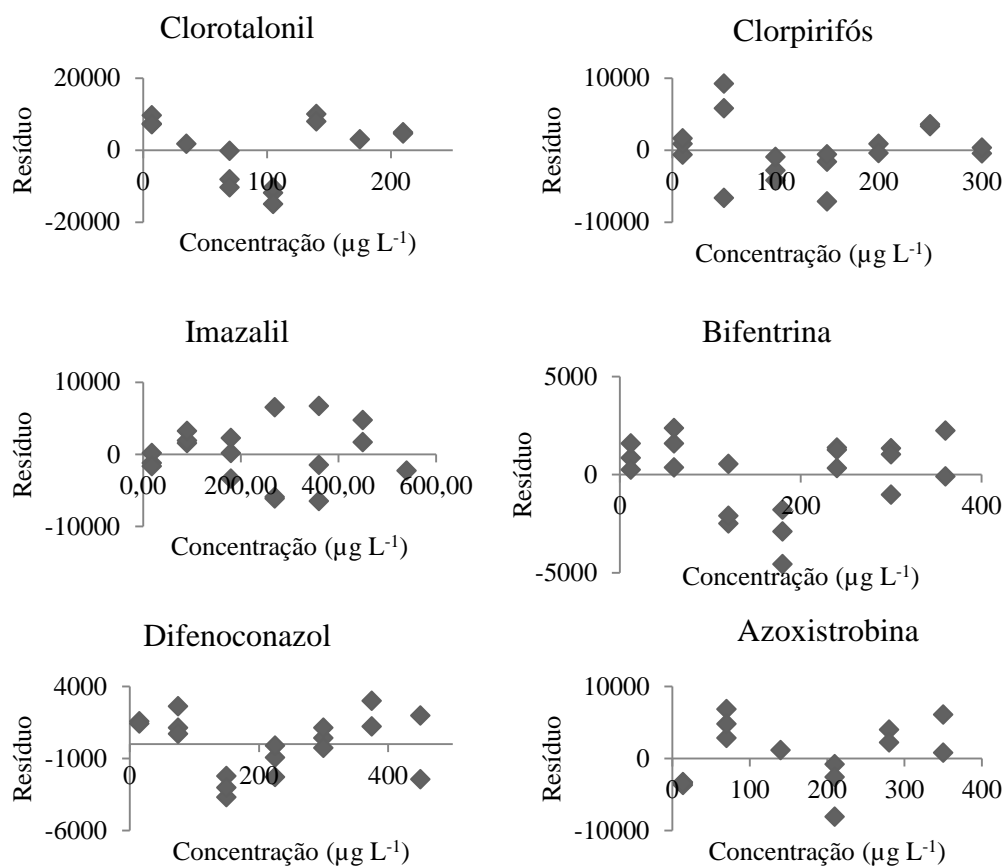 Clorotalonil
20000
0
-20000
0
100
200
Resíduo
Concentração (µg L-1)
Clorpirifós
10000
0
-10000
0
100
200
300
Resíduo
Concentração (µg L-1)
Imazalil
10000
0
-10000
0,00
200,00
400,00
600,00
Resíduo
Concentração (µg L-1)
Bifentrina
5000
0
-5000
0
200
400
Resíduo
Concentração (µg L-1)
Difenoconazol
4000
-1000
-6000
0
200
400
Resíduo
Concentração (µg L-1)
Azoxistrobina
10000
0
-10000
0
100
200
300
400
Resíduo
Concentração (µg L-1)